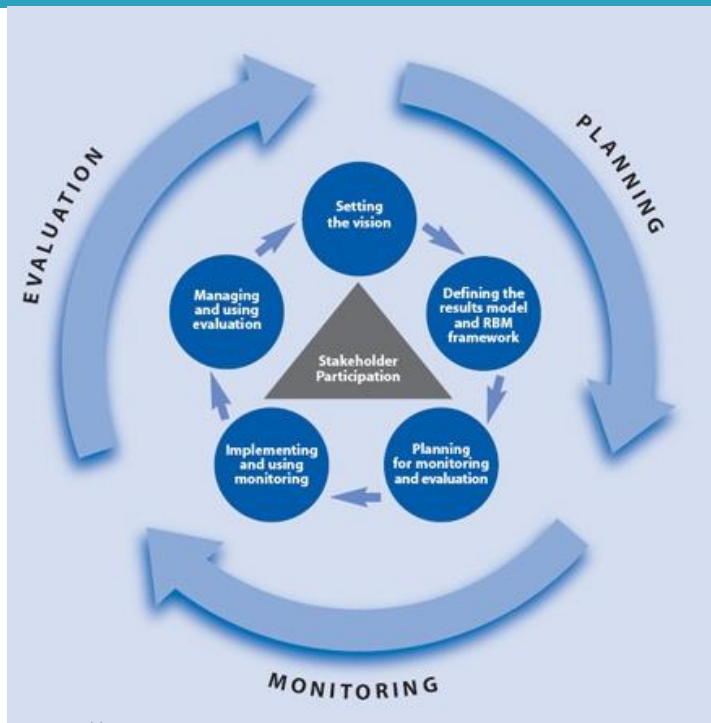 EVALUATION
PLANNING
Setting
the vision
Defining the
results model
and RBM
framework
Planning
for monitoring
and evaluation
Implementing
and using
monitoring
Managing
and using
evaluation
Stakeholder
Participation
MONITORING